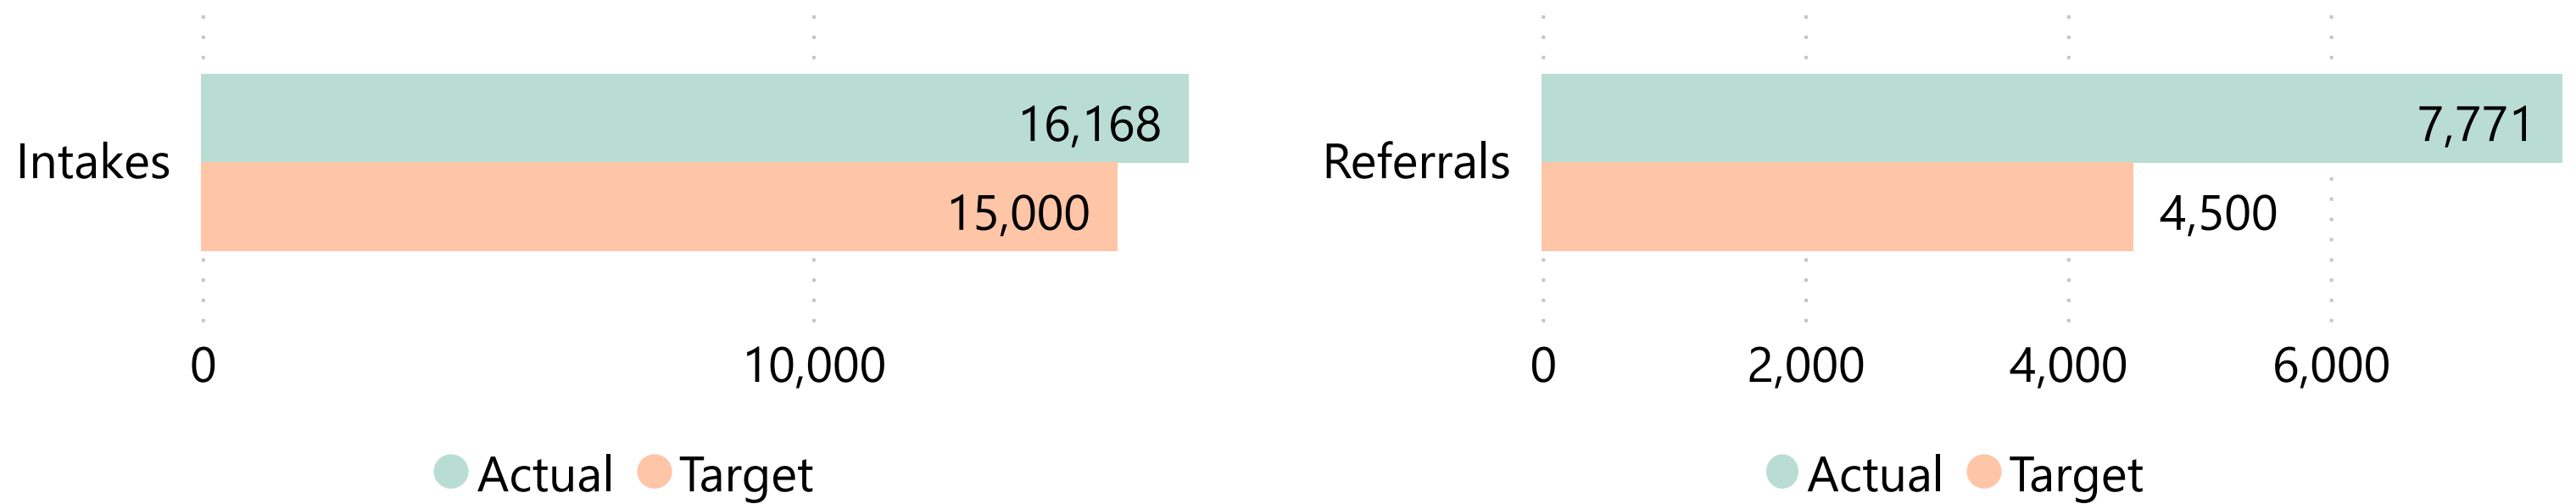 16,168
Intakes
15,000
0 10,000
Actual Target
7,771
Referrals
4,500
0 2,000 4,000 6,000
Actual Target